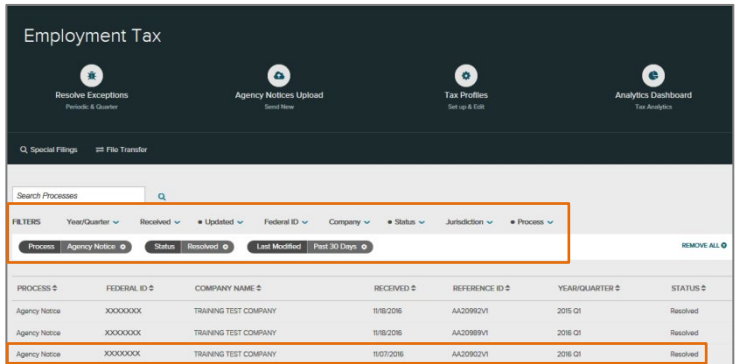 Employment Tax
Resolve Exceptions Agency Notices Upload Tax Profiles Analytics Dashboard
Periodic & Quarter Send New Set up & Edit Tax Analytics
Special Filings File Transfer
Search Processes
FILTERS Year/Quarter Received • Updated Federal ID Company • Status Jurisdiction • Process
Process Agency Notice Status Resolved Last Modified Past 30 Days REMOVE ALL
PROCESS FEDERAL ID COMPANY NAME RECEIVED REFERENCE ID YEAR/QUARTER STATUS
Agency Notice XXXXXXX TRAINING TEST COMPANY 11/18/2016 AA20992V1 2015 Q1 Resolved
Agency Notice XXXXXXX TRAINING TEST COMPANY 11/18/2016 AA20989V1 2016 Q1 Resolved
Agency Notice XXXXXXX TRAINING TEST COMPANY 11/07/2016 AA20902V1 2016 Q1 Resolved